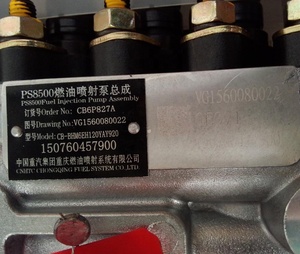 PS8500燃油喷射泵总成
PS8500Fuel Injection Pump Assembly
订货号Order NO: CB6P827A
图号Drawing No:VG1560080022
型号Model:CB-BHM6EH120YAY920
150760457900
中国重汽集团重庆燃油喷射系统有限公司
CNHTC CHONGQING FUEL SYSTEM CO., LTD
VG1560080022